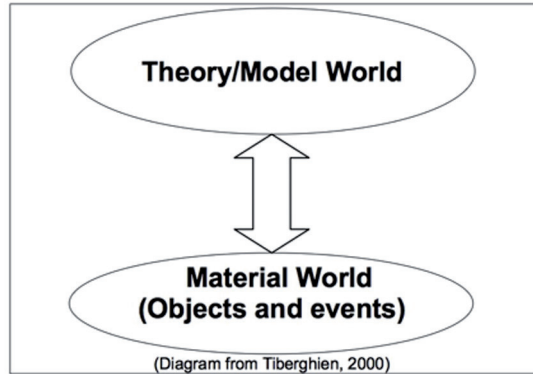 Theory/Model World
Material World
(Objects and events)
(Diagram from Tiberghien, 2000)